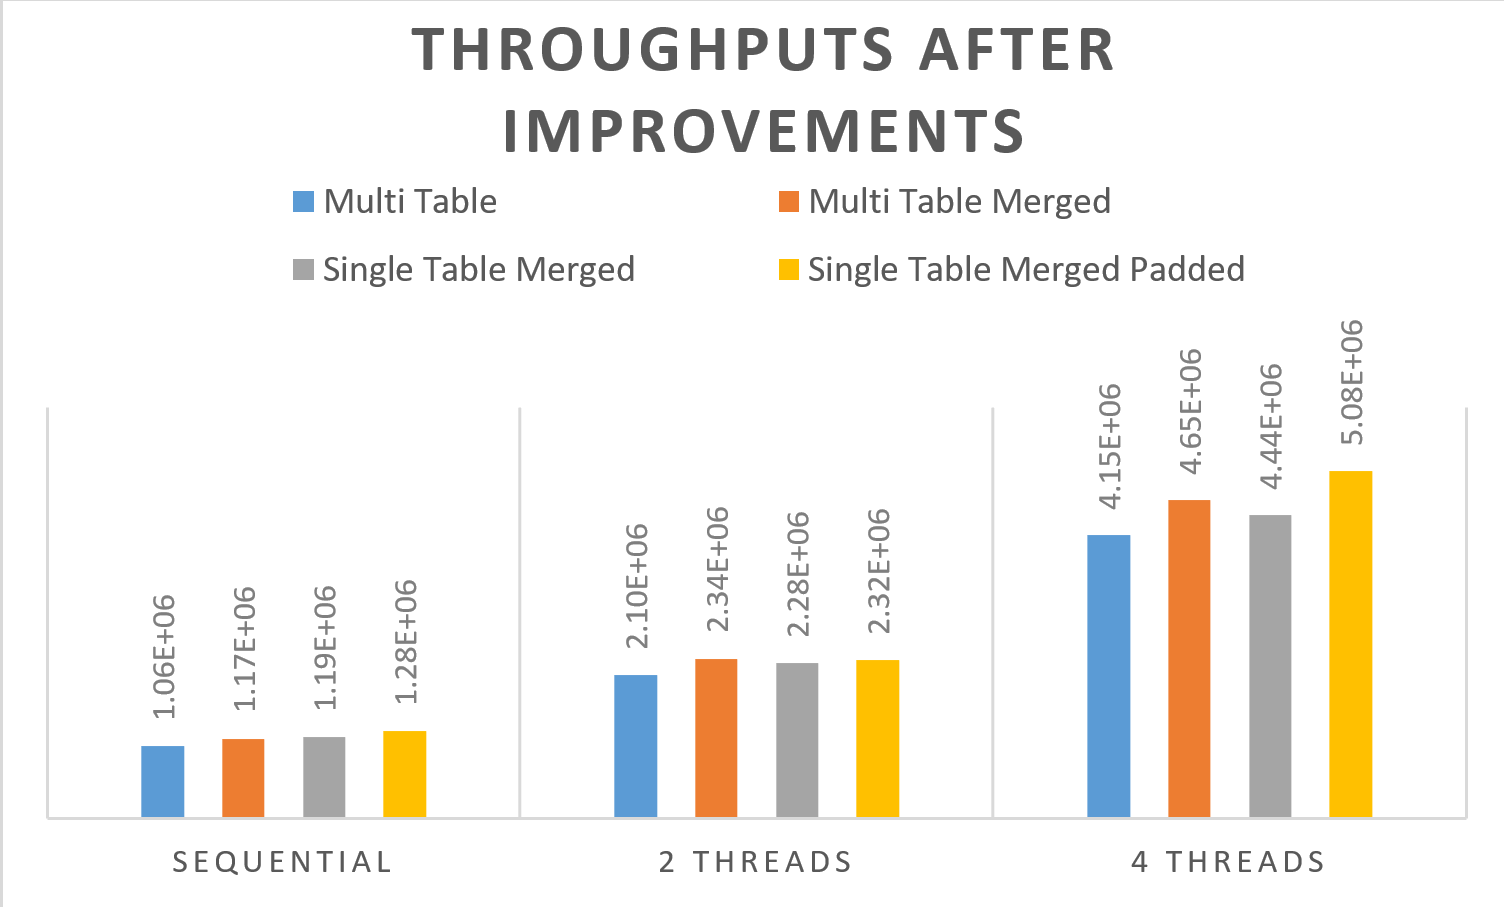 THROUGHPUTS AFTER
IMPROVEMENTS
Multi Table
Multi Table Merged
Single Table Merged
Single Table Merged Padded
1.06E+06
1.17E+06
1.19E+06
1.28E+06
2.10E+06
2.34E+06
2.28E+06
2.32E+06
4.15E+06
4.65E+06
4.44E+06
5.08E+06
SEQUENTIAL
2 THREADS
4 THREADS